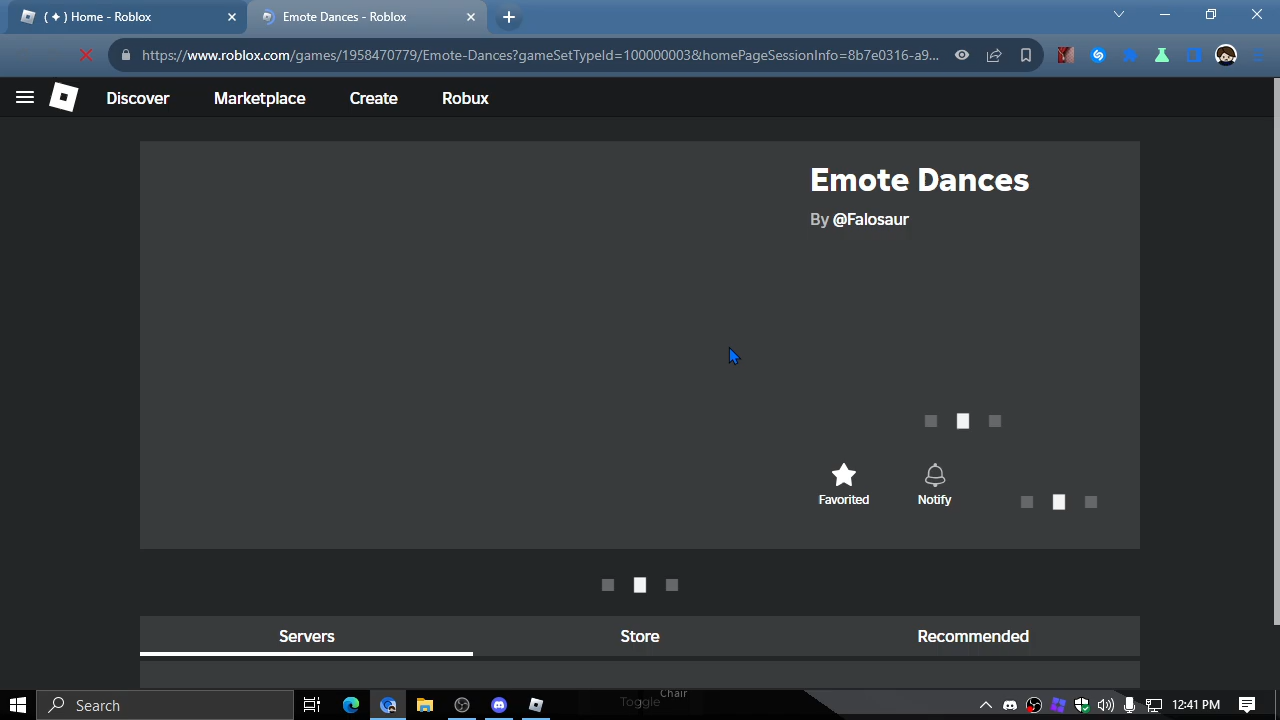 ( ✦ ) Home - Roblox
Emote Dances - Roblox
https://www.roblox.com/games/1958470779/Emote-Dances?gameSetTypeId=100000003&homePageSessionInfo=8b7e0316-a9...
Discover
Marketplace
Create
Robux
Emote Dances
By @Falosaur
Favorited
Notify
Servers
Store
Recommended
Chair
Toggle
Search
12:41 PM